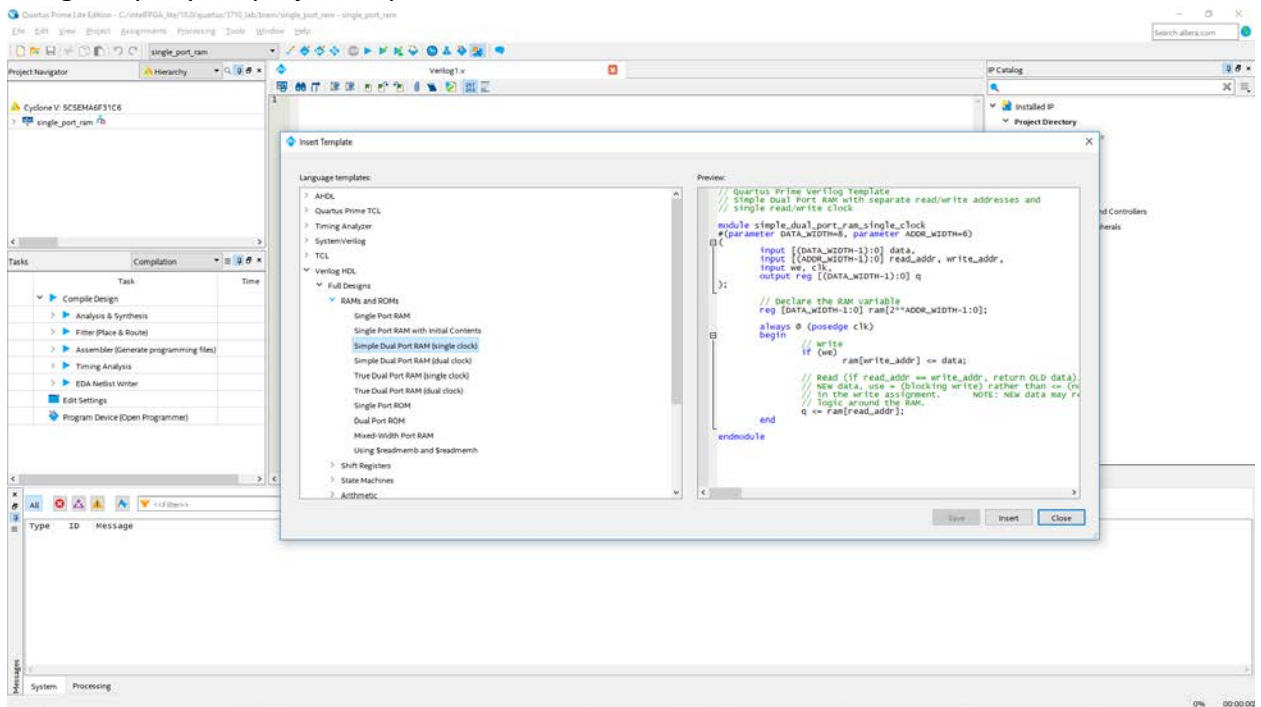 Quartus Prime Lite Edition - C:/intelFPGA_lite/18.0/quartus/3710_lab/bram/single_port_ram - single_port_ram
File Edit View Project Assignments Processing Tools Window Help
Search altera.com
single_port_ram
Project Navigator
Hierarchy
Verilog1.v
IP Catalog
1
Cyclone V: 5CSEMA6F31C6
single_port_ram
Installed IP
Project Directory
Insert Template
Language templates:
AHDL
Quartus Prime TCL
Timing Analyzer
SystemVerilog
TCL
Verilog HDL
Full Designs
RAMs and ROMs
Single Port RAM
Single Port RAM with Initial Contents
Simple Dual Port RAM (single clock)
Simple Dual Port RAM (dual clock)
True Dual Port RAM (single clock)
True Dual Port RAM (dual clock)
Single Port ROM
Dual Port ROM
Mixed-Width Port RAM
Using $readmemb and $readmemh
Shift Registers
State Machines
Arithmetic
Preview:
// Quartus Prime Verilog Template
// Simple Dual Port RAM with separate read/write addresses and
// single read/write clock
module simple_dual_port_ram_single_clock
#(parameter DATA_WIDTH=8, parameter ADDR_WIDTH=6)
(
input [(DATA_WIDTH-1):0] data,
input [(ADDR_WIDTH-1):0] read_addr, write_addr,
input we, clk,
output reg [(DATA_WIDTH-1):0] q
);
// Declare the RAM variable
reg [DATA_WIDTH-1:0] ram[2**ADDR_WIDTH-1:0];
always @ (posedge clk)
begin
// Write
if (we)
ram[write_addr] <= data;
// Read (if read_addr == write_addr, return OLD data).
// NEW data, use = (blocking write) rather than <= (no
// in the write assignment. NOTE: NEW data may re
// logic around the RAM.
q <= ram[read_addr];
end
endmodule
Save
Insert
Close
d Controllers
herals
Tasks
Compilation
Task
Time
Compile Design
Analysis & Synthesis
Fitter (Place & Route)
Assembler (Generate programming files)
Timing Analysis
EDA Netlist Writer
Edit Settings
Program Device (Open Programmer)
All
<<Filter>>
Type ID Message
Messages
System Processing
0% 00:00:00